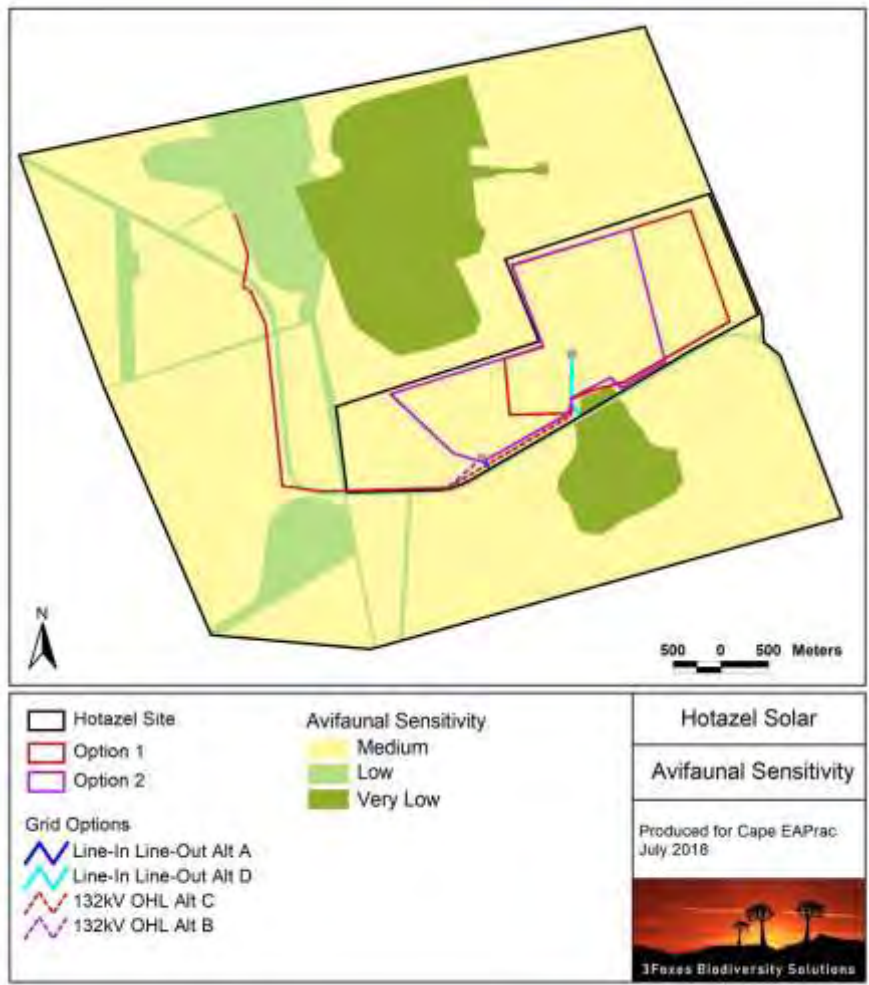 N
500 0 500 Meters
Hotazel Site
Option 1
Option 2
Grid Options
Line-In Line-Out Alt A
Line-In Line-Out Alt D
132kV OHL Alt C
132kV OHL Alt B
Avifaunal Sensitivity
Medium
Low
Very Low
Hotazel Solar
Avifaunal Sensitivity
Produced for Cape EAPrac
July 2018
3Foxes Biodiversity Solutions